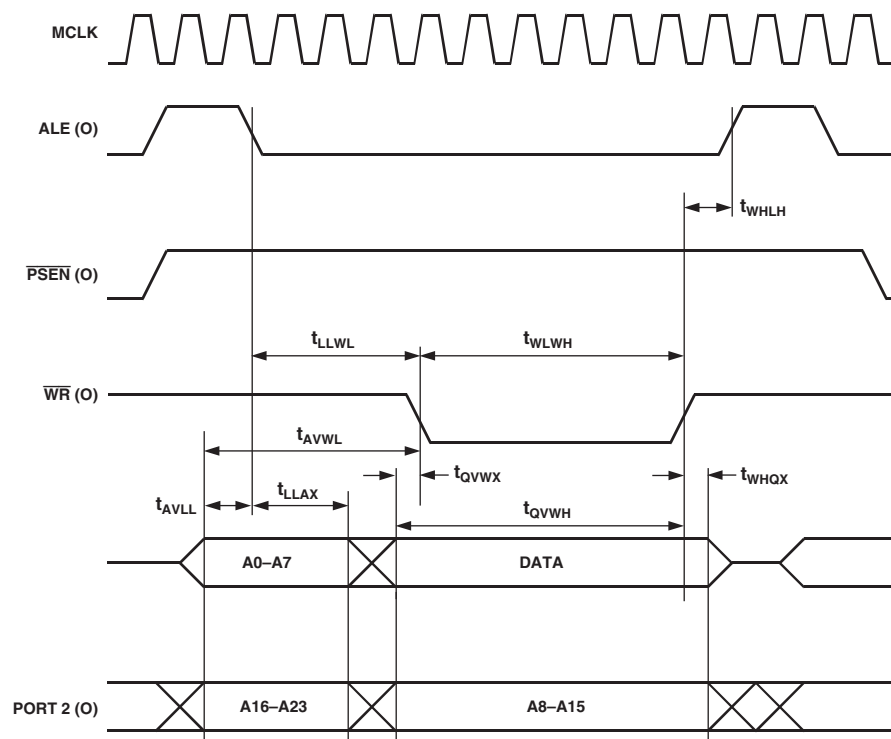 MCLK
ALE (O)
tWHLH
PSEN (O)
tLLWL
tWLWH
WR (O)
tAVWL
tQVWX
tWHQX
tAVLL
tLLAX
tQVWH
A0–A7
DATA
PORT 2 (O)
A16–A23
A8–A15